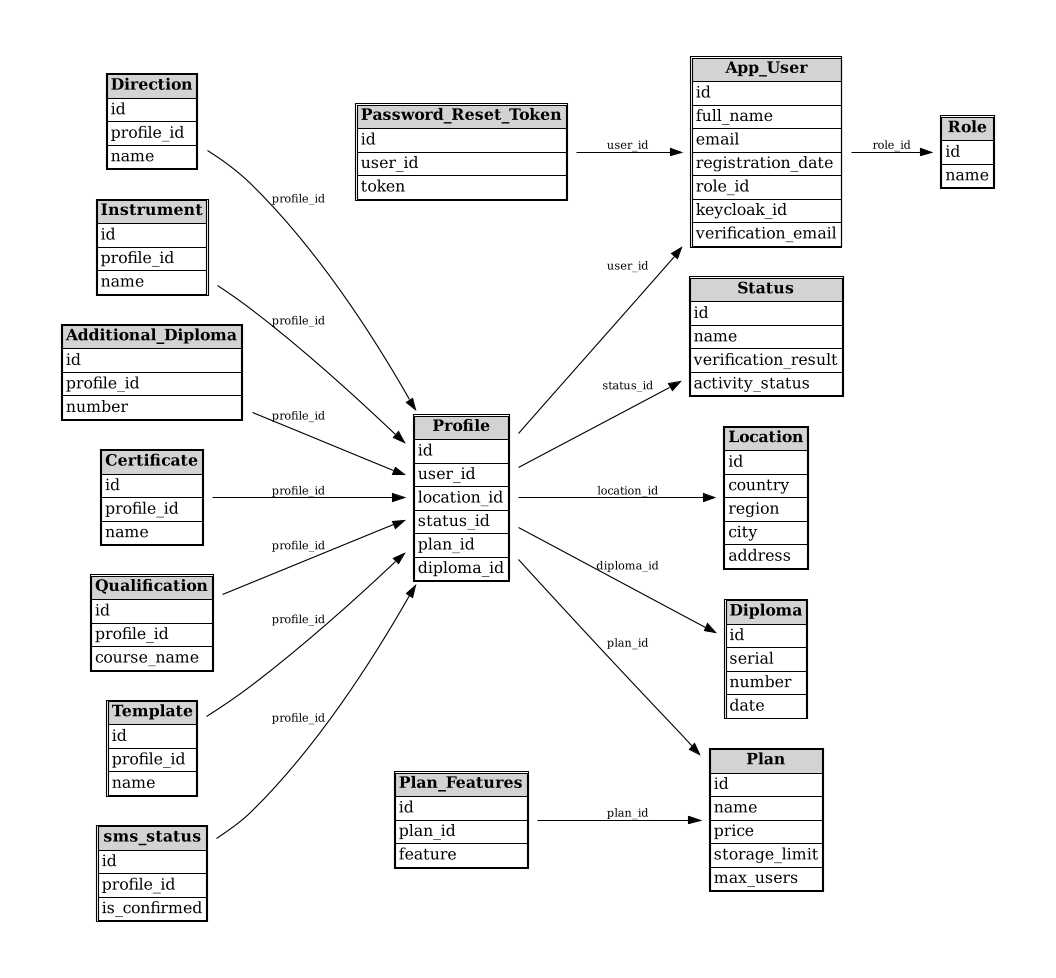 Direction
id
profile_id
name
Instrument
id
profile_id
name
Additional_Diploma
id
profile_id
number
Certificate
id
profile_id
name
Qualification
id
profile_id
course_name
Template
id
profile_id
name
sms_status
id
profile_id
is_confirmed
profile_id
profile_id
profile_id
profile_id
profile_id
profile_id
profile_id
Password_Reset_Token
id
user_id
token
Profile
id
user_id
location_id
status_id
plan_id
diploma_id
Plan_Features
id
plan_id
feature
user_id
user_id
status_id
location_id
diploma_id
plan_id
plan_id
App_User
id
full_name
email
registration_date
role_id
keycloak_id
verification_email
Status
id
name
verification_result
activity_status
Location
id
country
region
city
address
Diploma
id
serial
number
date
Plan
id
name
price
storage_limit
max_users
role_id
Role
id
name